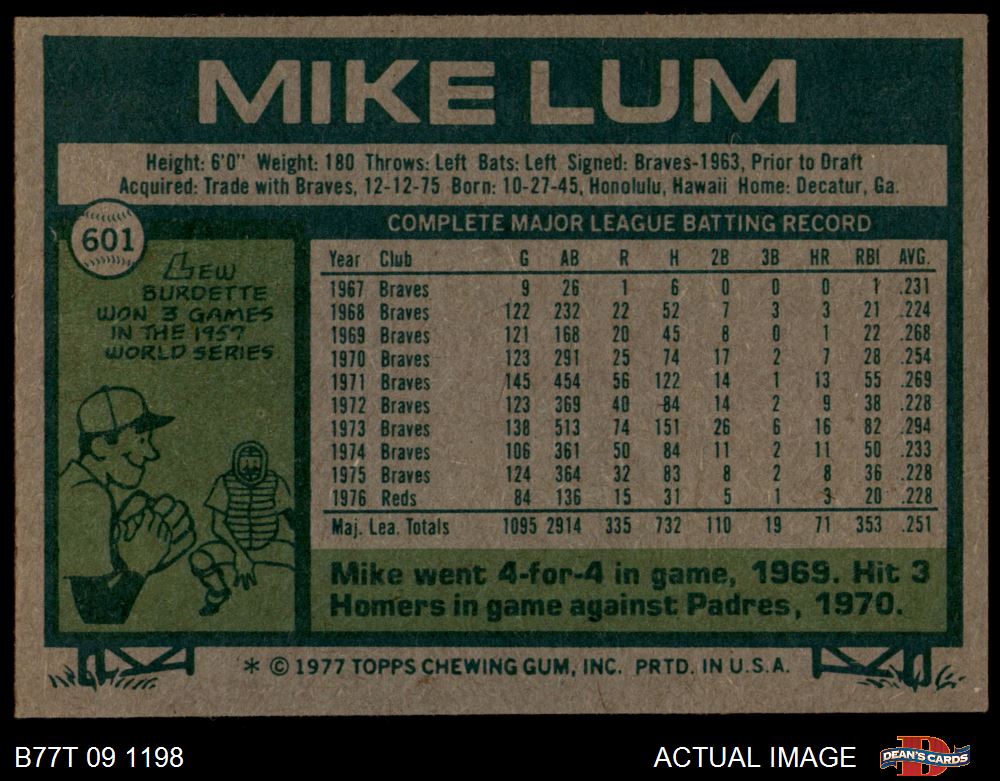 MIKE LUM
Height: 6'0" Weight: 180 Throws: Left Bats: Left Signed: Braves-1963, Prior to Draft
Acquired: Trade with Braves, 12-12-75 Born: 10-27-45, Honolulu, Hawaii Home: Decatur, Ga.
601
LEW
BURDETTE
WON 3 GAMES
IN THE 1957
WORLD SERIES
COMPLETE MAJOR LEAGUE BATTING RECORD
Year Club G AB R H 2B 3B HR RBI AVG.
1967 Braves 9 26 1 6 0 0 0 1 .231
1968 Braves 122 232 22 52 7 3 3 21 .224
1969 Braves 121 168 20 45 8 0 1 22 .268
1970 Braves 123 291 25 74 17 2 7 28 .254
1971 Braves 145 454 56 122 14 1 13 55 .269
1972 Braves 123 369 40 84 14 2 9 38 .228
1973 Braves 138 513 74 151 26 6 16 82 .294
1974 Braves 106 361 50 84 11 2 11 50 .233
1975 Braves 124 364 32 83 8 2 8 36 .228
1976 Reds 84 136 15 31 5 1 3 20 .228
Maj. Lea. Totals 1095 2914 335 732 110 19 71 353 .251
Mike went 4-for-4 in game, 1969. Hit 3
Homers in game against Padres, 1970.
* © 1977 TOPPS CHEWING GUM, INC. PRTD. IN U.S.A.
B77T 09 1198
ACTUAL IMAGE
DEAN'S CARDS